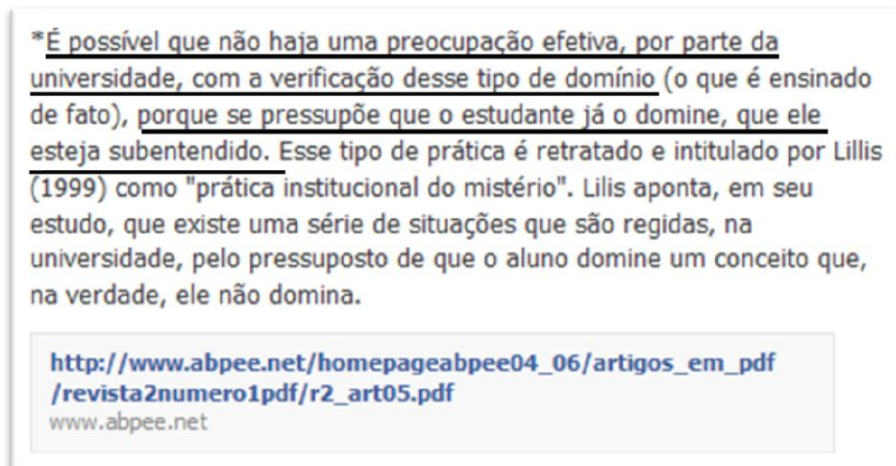 *É possível que não haja uma preocupação efetiva, por parte da
universidade, com a verificação desse tipo de domínio (o que é ensinado
de fato), porque se pressupõe que o estudante já o domine, que ele
esteja subentendido. Esse tipo de prática é retratado e intitulado por Lillis
(1999) como "prática institucional do mistério". Lilis aponta, em seu
estudo, que existe uma série de situações que são regidas, na
universidade, pelo pressuposto de que o aluno domine um conceito que,
na verdade, ele não domina.
http://www.abpee.net/homepageabpee04_06/artigos_em_pdf
/revista2numero1pdf/r2_art05.pdf
www.abpee.net